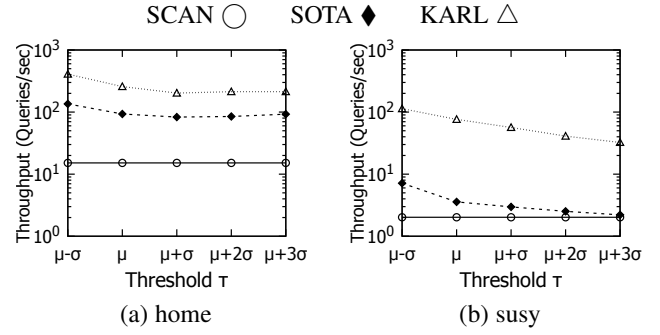 SCAN SOTA KARL
Throughput (Queries/sec)
10³
10²
10¹
10⁰
μ-σ μ μ+σ μ+2σ μ+3σ
Threshold τ
(a) home
Throughput (Queries/sec)
10³
10²
10¹
10⁰
μ-σ μ μ+σ μ+2σ μ+3σ
Threshold τ
(b) susy